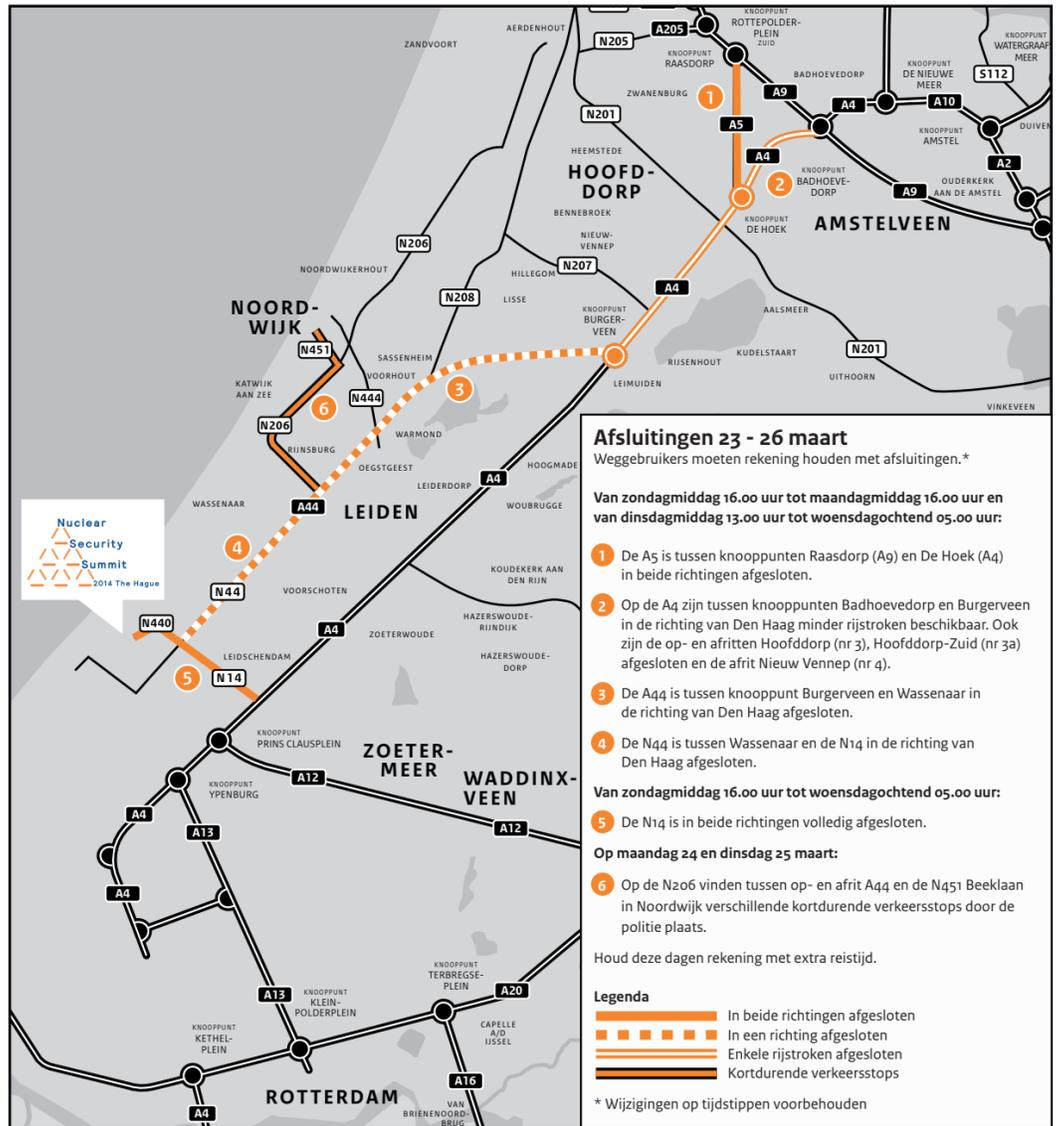 ZANDVOORT
AERDENHOUT
N205
A205
KNOOPPUNT
ROTTEPOLDER-
PLEIN
ZUID
KNOOPPUNT
RAASDORP
KNOOPPUNT
WATERGRAAF
MEER
S112
BADHOEVEDORP
KNOOPPUNT
DE NIEUWE
MEER
ZWANENBURG
1
A9
A4
A10
N201
A5
KNOOPPUNT
AMSTEL
DUIVEN
HEEMSTEDE
A4
A2
HOOFD-
DORP
2
KNOOPPUNT
BADHOEVE-
DORP
A9
OUDERKERK
AAN DE AMSTEL
BENNEBROEK
KNOOPPUNT
DE HOEK
AMSTELVEEN
NIEUW-
VENNEP
N206
N207
NOORDWIJKERHOUT
HILLEGOM
A4
N208
LISSE
NOORD-
WIJK
KNOOPPUNT
BURGER-
VEEN
AALSMEER
N451
SASSENHEIM
RIJSENHOUT
KUDELSTAART
N201
VOORHOUT
3
LEIMUIDEN
UITHOORN
KATWIJK
AAN ZEE
6
N444
VINKEVEEN
N206
WARMOND
RIJNSBURG
OEGSTGEEST
HOOGMADE
LEIDERDORP
A4
WASSENAAR
A44
LEIDEN
WOUBRUGGE
Nuclear
Security
Summit
2014 The Hague
4
KOUDEKERK AAN
DEN RIJN
N44
VOORSCHOTEN
N440
A4
ZOETERWOUDE
HAZERSWOUDE-
RIJNDIJK
LEIDSCHENDAM
HAZERSWOUDE-
DORP
5
N14
KNOOPPUNT
PRINS CLAUSPLEIN
ZOETER-
MEER
WADDINX-
VEEN
A12
KNOOPPUNT
YPENBURG
A4
A13
A12
A4
KNOOPPUNT
TERBREGSE-
PLEIN
A20
A13
KNOOPPUNT
KLEIN-
POLDERPLEIN
KNOOPPUNT
KETHEL-
PLEIN
CAPELLE
A/D
IJSSEL
A16
ROTTERDAM
A4
VAN
BRIENENOORD-
BRUG
Afsluitingen 23 - 26 maart
Weggebruikers moeten rekening houden met afsluitingen.*
Van zondagmiddag 16.00 uur tot maandagmiddag 16.00 uur en
van dinsdagmiddag 13.00 uur tot woensdagochtend 05.00 uur:
1 De A5 is tussen knooppunten Raasdorp (A9) en De Hoek (A4)
in beide richtingen afgesloten.
2 Op de A4 zijn tussen knooppunten Badhoevedorp en Burgerveen
in de richting van Den Haag minder rijstroken beschikbaar. Ook
zijn de op- en afritten Hoofddorp (nr 3), Hoofddorp-Zuid (nr 3a)
afgesloten en de afrit Nieuw Vennep (nr 4).
3 De A44 is tussen knooppunt Burgerveen en Wassenaar in
de richting van Den Haag afgesloten.
4 De N44 is tussen Wassenaar en de N14 in de richting van
Den Haag afgesloten.
Van zondagmiddag 16.00 uur tot woensdagochtend 05.00 uur:
5 De N14 is in beide richtingen volledig afgesloten.
Op maandag 24 en dinsdag 25 maart:
6 Op de N206 vinden tussen op- en afrit A44 en de N451 Beeklaan
in Noordwijk verschillende kortdurende verkeersstops door de
politie plaats.
Houd deze dagen rekening met extra reistijd.
Legenda
In beide richtingen afgesloten
In een richting afgesloten
Enkele rijstroken afgesloten
Kortdurende verkeersstops
* Wijzigingen op tijdstippen voorbehouden